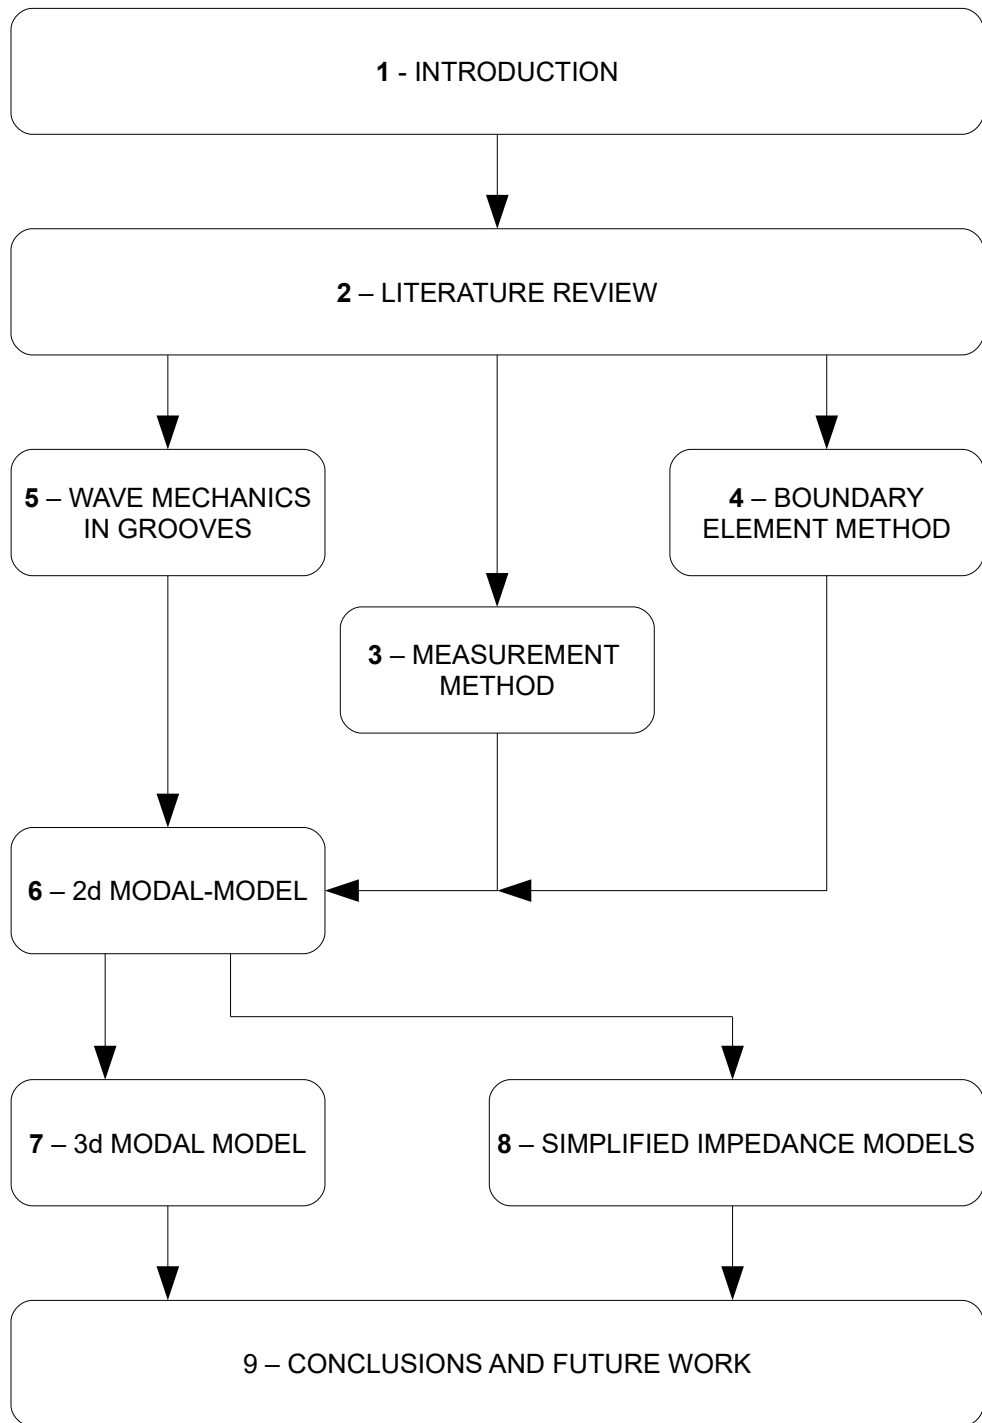 1 - INTRODUCTION
2 – LITERATURE REVIEW
5 – WAVE MECHANICS
IN GROOVES
4 – BOUNDARY
ELEMENT METHOD
3 – MEASUREMENT
METHOD
6 – 2d MODAL-MODEL
7 – 3d MODAL MODEL
8 – SIMPLIFIED IMPEDANCE MODELS
9 – CONCLUSIONS AND FUTURE WORK